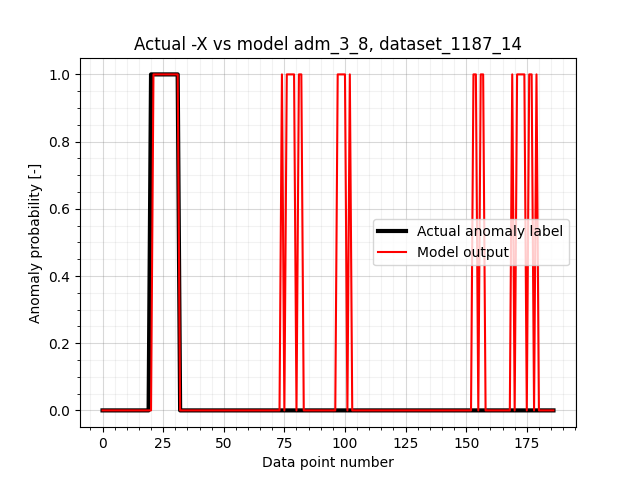 Actual -X vs model adm_3_8, dataset_1187_14
Anomaly probability [-]
1.0
0.8
0.6
0.4
0.2
0.0
Actual anomaly label
Model output
0 25 50 75 100 125 150 175
Data point number